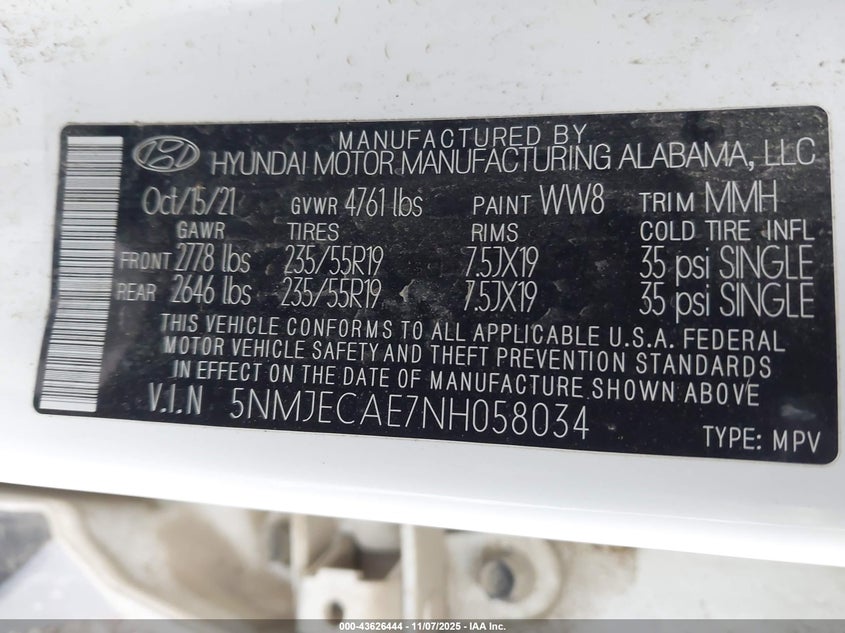 MANUFACTURED BY
HYUNDAI MOTOR MANUFACTURING ALABAMA, LLC
Oct/15/21 GVWR 4761 lbs PAINT WW8 TRIM MMH
GAWR TIRES RIMS COLD TIRE INFL
FRONT 2778 lbs 235/55R19 7.5JX19 35 psi SINGLE
REAR 2646 lbs 235/55R19 7.5JX19 35 psi SINGLE
THIS VEHICLE CONFORMS TO ALL APPLICABLE U.S.A. FEDERAL
MOTOR VEHICLE SAFETY AND THEFT PREVENTION STANDARDS
IN EFFECT ON THE DATE OF MANUFACTURE SHOWN ABOVE
V.I.N 5NMJECAE7NH058034
TYPE: MPV
000-43626444 - 11/07/2025 - IAA Inc.